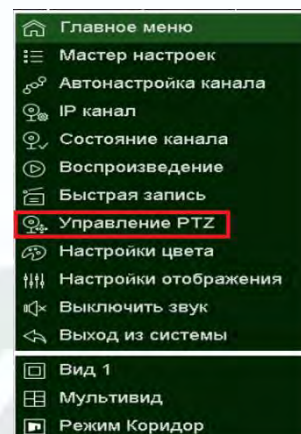 Главное меню
Мастер настроек
Автонастройка канала
IP канал
Состояние канала
Воспроизведение
Быстрая запись
Управление PTZ
Настройки цвета
Настройки отображения
Выключить звук
Выход из системы
Вид 1
Мультивид
Режим Коридор